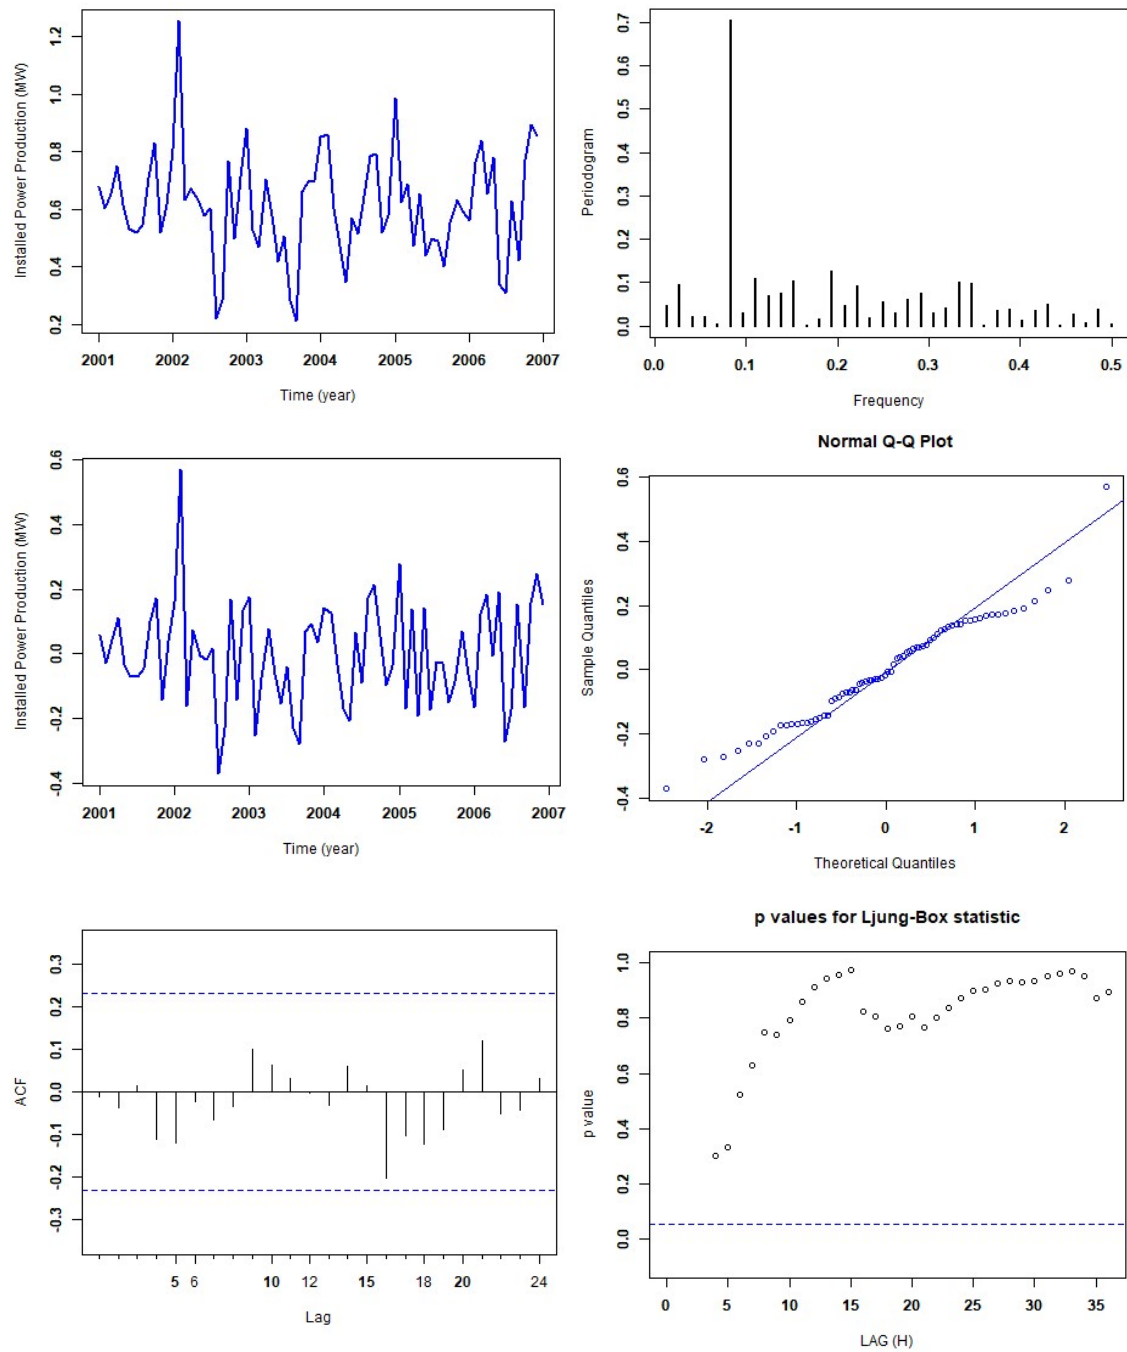 Installed Power Production (MW)
0.2 0.4 0.6 0.8 1.0 1.2
2001 2002 2003 2004 2005 2006 2007
Time (year)
Periodogram
0.0 0.1 0.2 0.3 0.4 0.5 0.6 0.7
0.0 0.1 0.2 0.3 0.4 0.5
Frequency
Installed Power Production (MW)
-0.4 -0.2 0.0 0.2 0.4 0.6
2001 2002 2003 2004 2005 2006 2007
Time (year)
Normal Q-Q Plot
Sample Quantiles
-0.4 -0.2 0.0 0.2 0.4 0.6
-2 -1 0 1 2
Theoretical Quantiles
ACF
-0.3 -0.2 -0.1 0.0 0.1 0.2 0.3
5 6 10 12 15 18 20 24
Lag
p values for Ljung-Box statistic
p value
0.0 0.2 0.4 0.6 0.8 1.0
0 5 10 15 20 25 30 35
LAG (H)